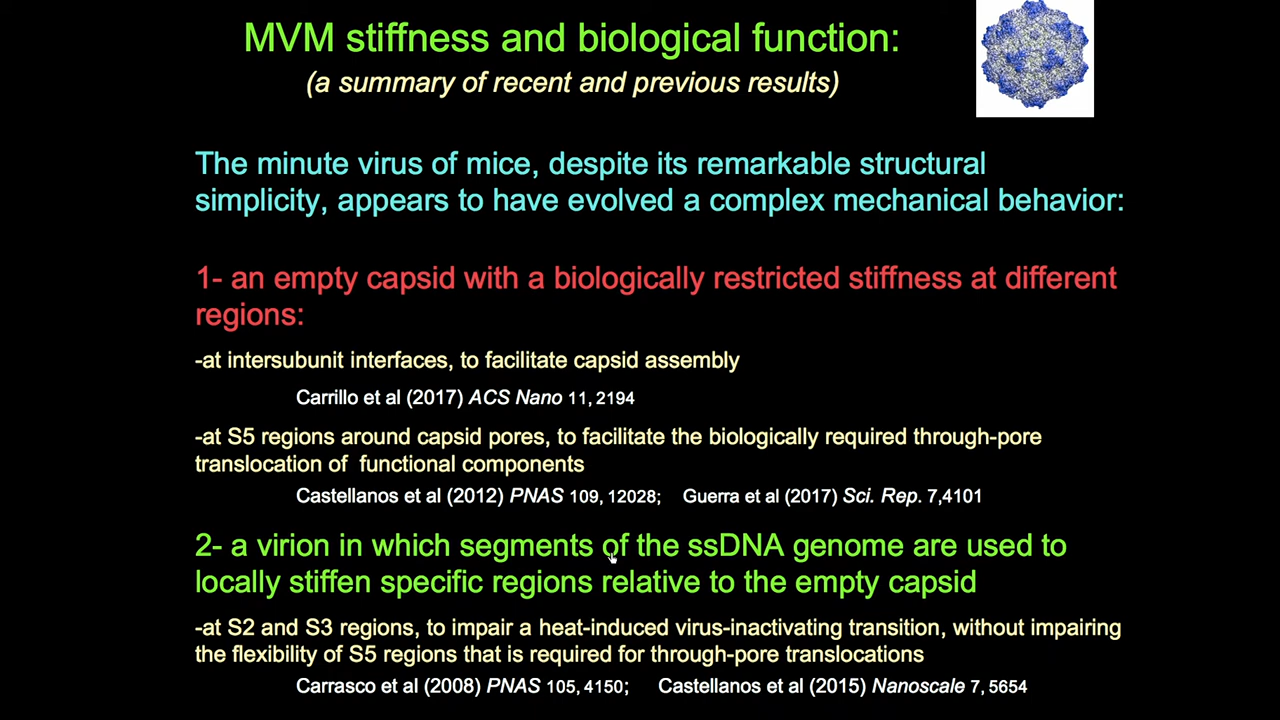 MVM stiffness and biological function:
(a summary of recent and previous results)
The minute virus of mice, despite its remarkable structural
simplicity, appears to have evolved a complex mechanical behavior:
1- an empty capsid with a biologically restricted stiffness at different
regions:
-at intersubunit interfaces, to facilitate capsid assembly
Carrillo et al (2017) ACS Nano 11, 2194
-at S5 regions around capsid pores, to facilitate the biologically required through-pore
translocation of functional components
Castellanos et al (2012) PNAS 109, 12028; Guerra et al (2017) Sci. Rep. 7,4101
2- a virion in which segments of the ssDNA genome are used to
locally stiffen specific regions relative to the empty capsid
-at S2 and S3 regions, to impair a heat-induced virus-inactivating transition, without impairing
the flexibility of S5 regions that is required for through-pore translocations
Carrasco et al (2008) PNAS 105, 4150; Castellanos et al (2015) Nanoscale 7, 5654